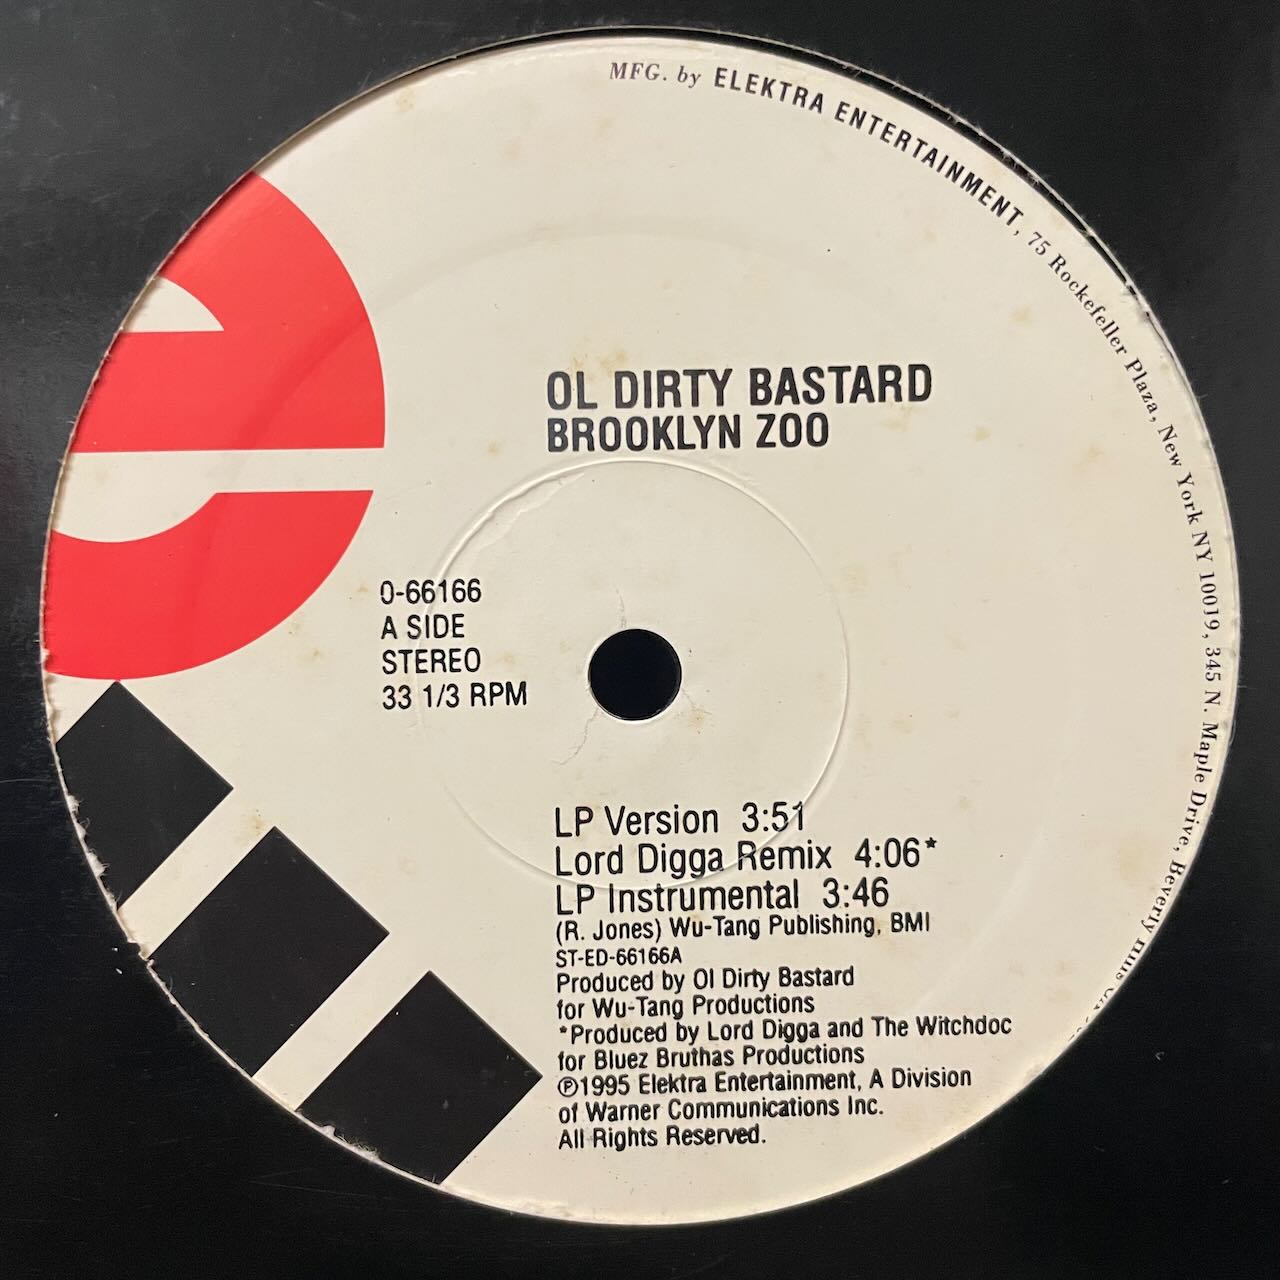 MFG. by ELEKTRA ENTERTAINMENT, 75 Rockefeller Plaza, New York NY 10019, 345 N. Maple Drive, Beverly
OL DIRTY BASTARD
BROOKLYN ZOO
0-66166
A SIDE
STEREO
33 1/3 RPM
LP Version 3:51
Lord Digga Remix 4:06*
LP Instrumental 3:46
(R. Jones) Wu-Tang Publishing, BMI
ST-ED-66166A
Produced by Ol Dirty Bastard
for Wu-Tang Productions
*Produced by Lord Digga and The Witchdoc
for Bluez Bruthas Productions
℗1995 Elektra Entertainment, A Division
of Warner Communications Inc.
All Rights Reserved.